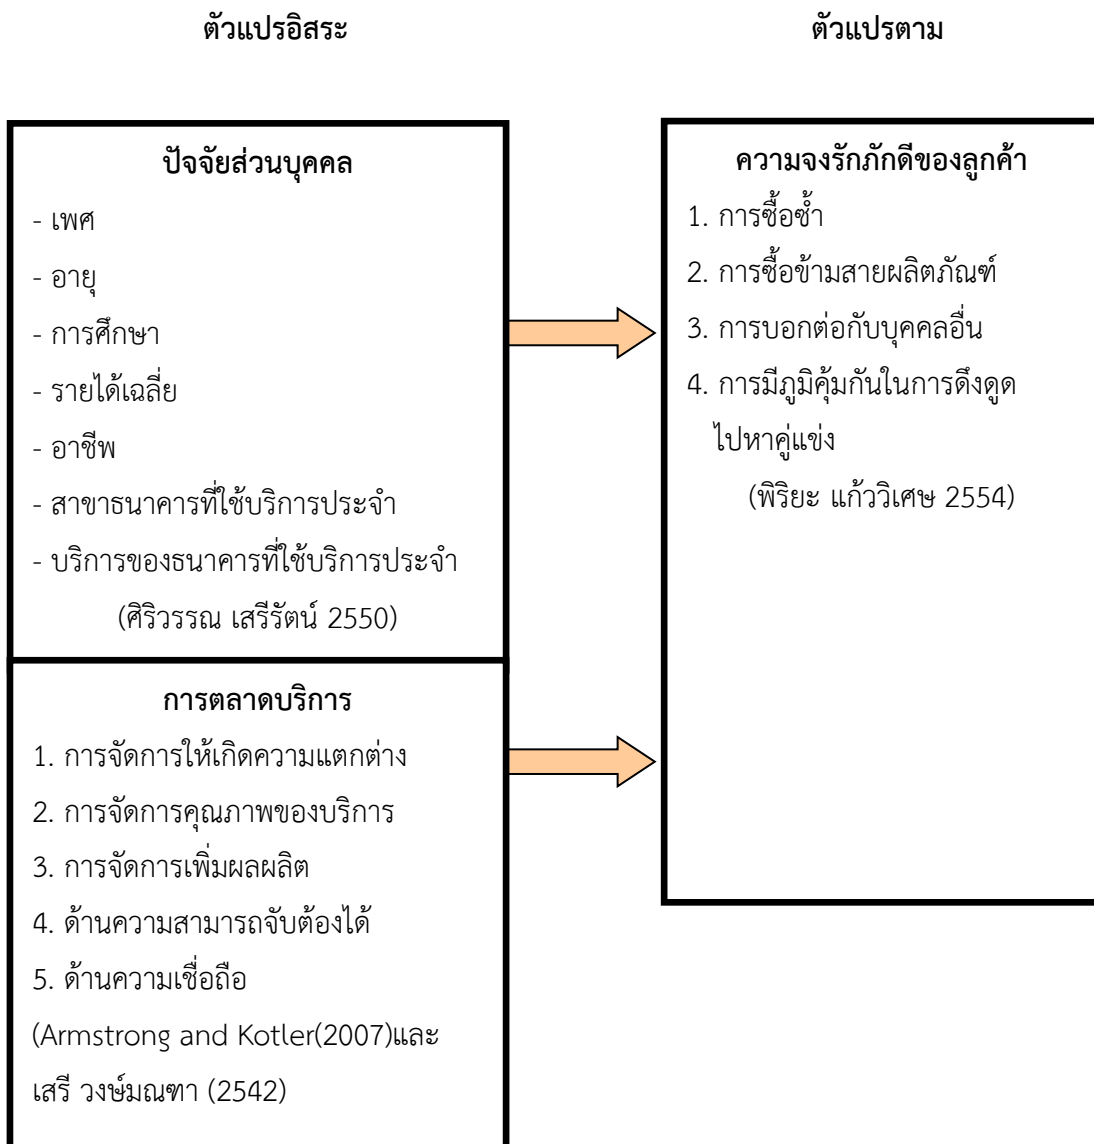 ตัวแปรอิสระ
ตัวแปรตาม
ปัจจัยส่วนบุคคล
- เพศ
- อายุ
- การศึกษา
- รายได้เฉลี่ย
- อาชีพ
- สาขาธนาคารที่ใช้บริการประจำ
- บริการของธนาคารที่ใช้บริการประจำ
(ศิริวรรณ เสรีรัตน์ 2550)
การตลาดบริการ
1. การจัดการให้เกิดความแตกต่าง
2. การจัดการคุณภาพของบริการ
3. การจัดการเพิ่มผลผลิต
4. ด้านความสามารถจับต้องได้
5. ด้านความเชื่อถือ
(Armstrong and Kotler(2007)และ
เสรี วงษ์มณฑา (2542)
ความจงรักภักดีของลูกค้า
1. การซื้อซ้ำ
2. การซื้อข้ามสายผลิตภัณฑ์
3. การบอกต่อกับบุคคลอื่น
4. การมีภูมิคุ้มกันในการดึงดูด
ไปหาคู่แข่ง
(พิริยะ แก้ววิเศษ 2554)